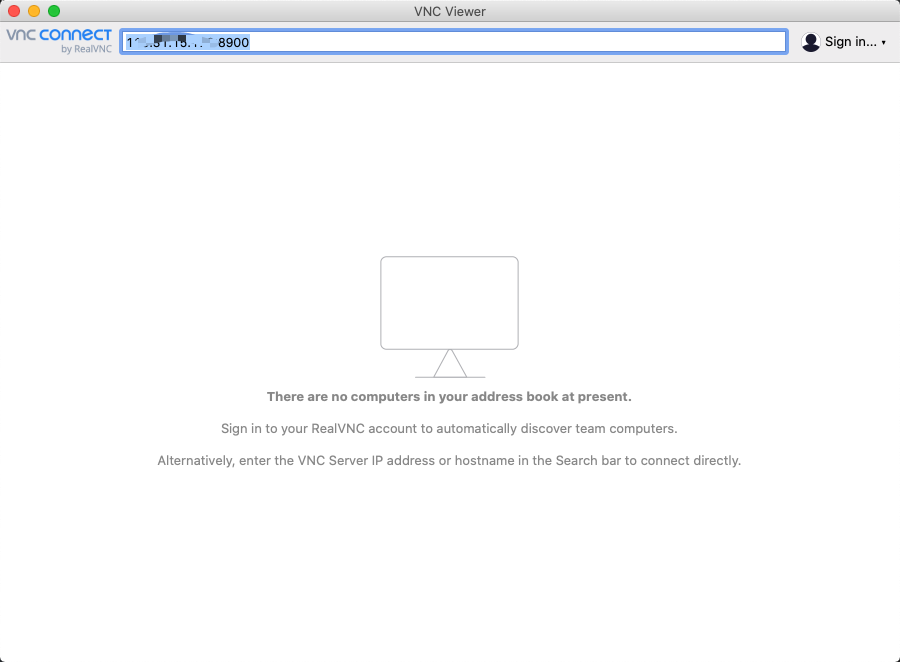 VNC Viewer
vnc connect
by RealVNC
8900
Sign in...
There are no computers in your address book at present.
Sign in to your RealVNC account to automatically discover team computers.
Alternatively, enter the VNC Server IP address or hostname in the Search bar to connect directly.